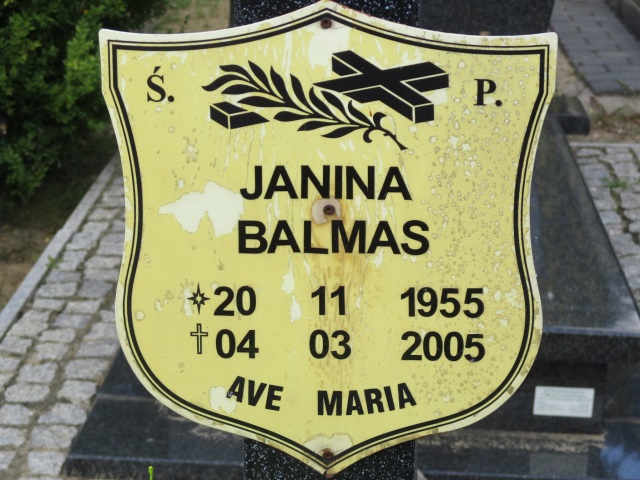 Ś. P.
JANINA
BALMAS
20 11 1955
04 03 2005
AVE MARIA